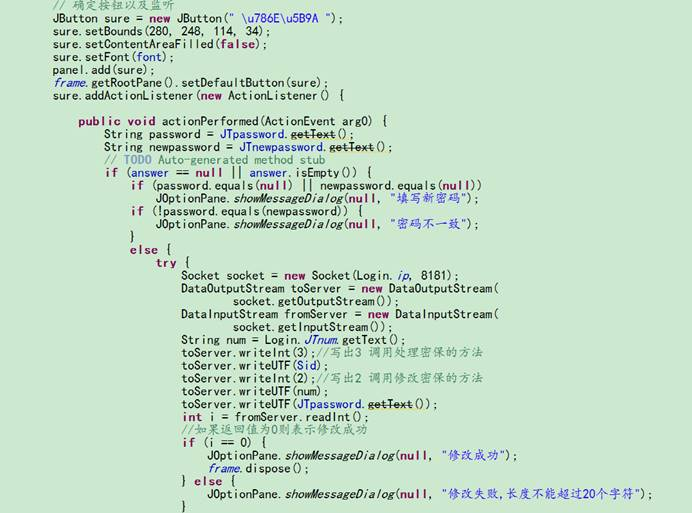 // 确定按钮以及监听
JButton sure = new JButton(" \u786E\u5B9A ");
sure.setBounds(280, 248, 114, 34);
sure.setContentAreaFilled(false);
sure.setFont(font);
panel.add(sure);
frame.getRootPane().setDefaultButton(sure);
sure.addActionListener(new ActionListener() {
public void actionPerformed(ActionEvent arg0) {
String password = JTpassword.getText();
String newpassword = JTnewpassword.getText();
// TODO Auto-generated method stub
if (answer == null || answer.isEmpty()) {
if (password.equals(null) || newpassword.equals(null))
JOptionPane.showMessageDialog(null, "填写新密码");
if (!password.equals(newpassword)) {
JOptionPane.showMessageDialog(null, "密码不一致");
}
else {
try {
Socket socket = new Socket(Login.ip, 8181);
DataOutputStream toServer = new DataOutputStream(
socket.getOutputStream());
DataInputStream fromServer = new DataInputStream(
socket.getInputStream());
String num = Login.JTnum.getText();
toServer.writeInt(3);//写出3 调用处理密保的方法
toServer.writeUTF(Sid);
toServer.writeInt(2);//写出2 调用修改密保的方法
toServer.writeUTF(num);
toServer.writeUTF(JTpassword.getText());
int i = fromServer.readInt();
//如果返回值为0则表示修改成功
if (i == 0) {
JOptionPane.showMessageDialog(null, "修改成功");
frame.dispose();
} else {
JOptionPane.showMessageDialog(null, "修改失败,长度不能超过20个字符");
}